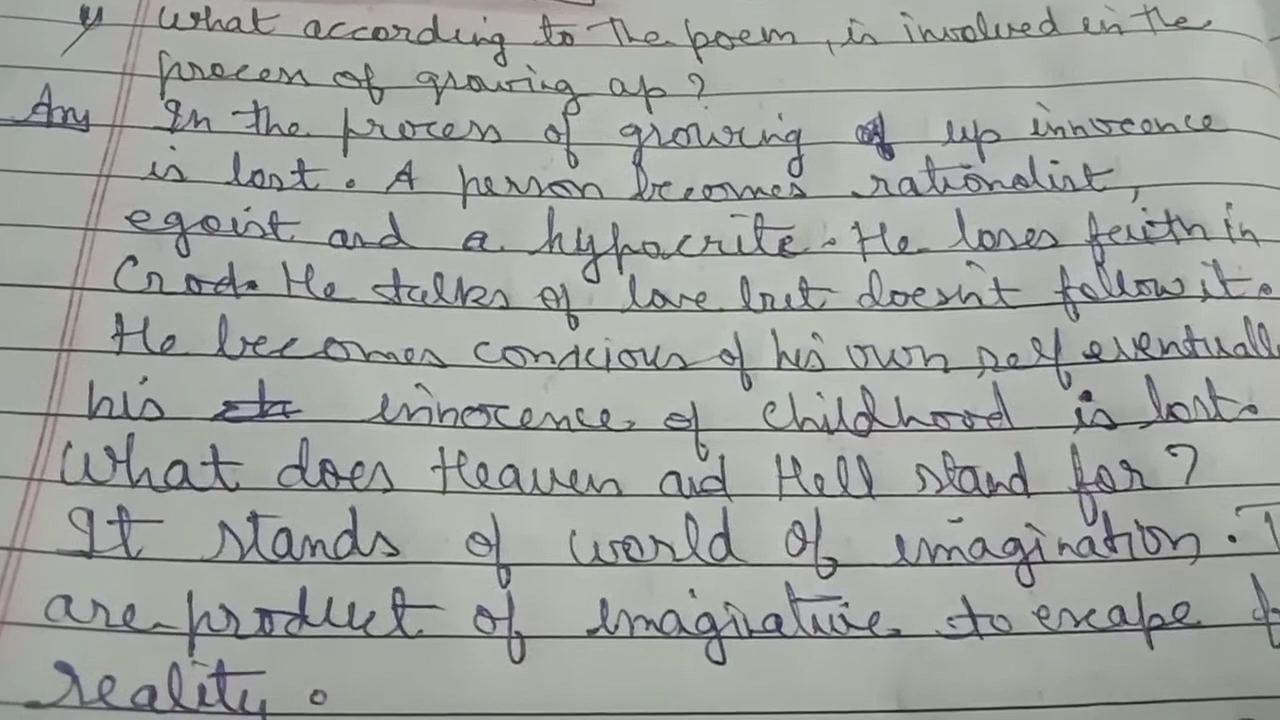 4 What according to the poem, is involved in the
process of growing up?
Ans In the process of growing up innocence
is lost. A person becomes rationalist,
egoist and a hypocrite. He loses faith in
God. He talks of love but doesn't follow it.
He becomes concious of his own self eventually
his innocence of childhood is lost.
What does Heaven and Hell stand for?
It stands of world of imagination.
are product of imaginative to escape
reality.